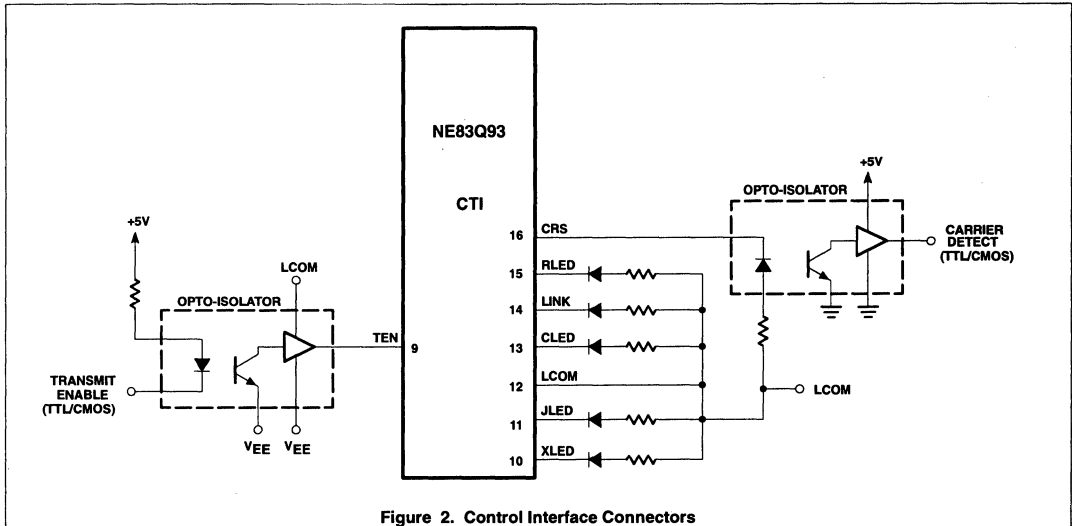 NE83Q93
CTI
+5V
LCOM
OPTO-ISOLATOR
TRANSMIT
ENABLE
(TTL/CMOS)
VEE VEE
TEN
9
16 CRS
15 RLED
14 LINK
13 CLED
12 LCOM
11 JLED
10 XLED
+5V
OPTO-ISOLATOR
CARRIER
DETECT
(TTL/CMOS)
LCOM
Figure 2. Control Interface Connectors